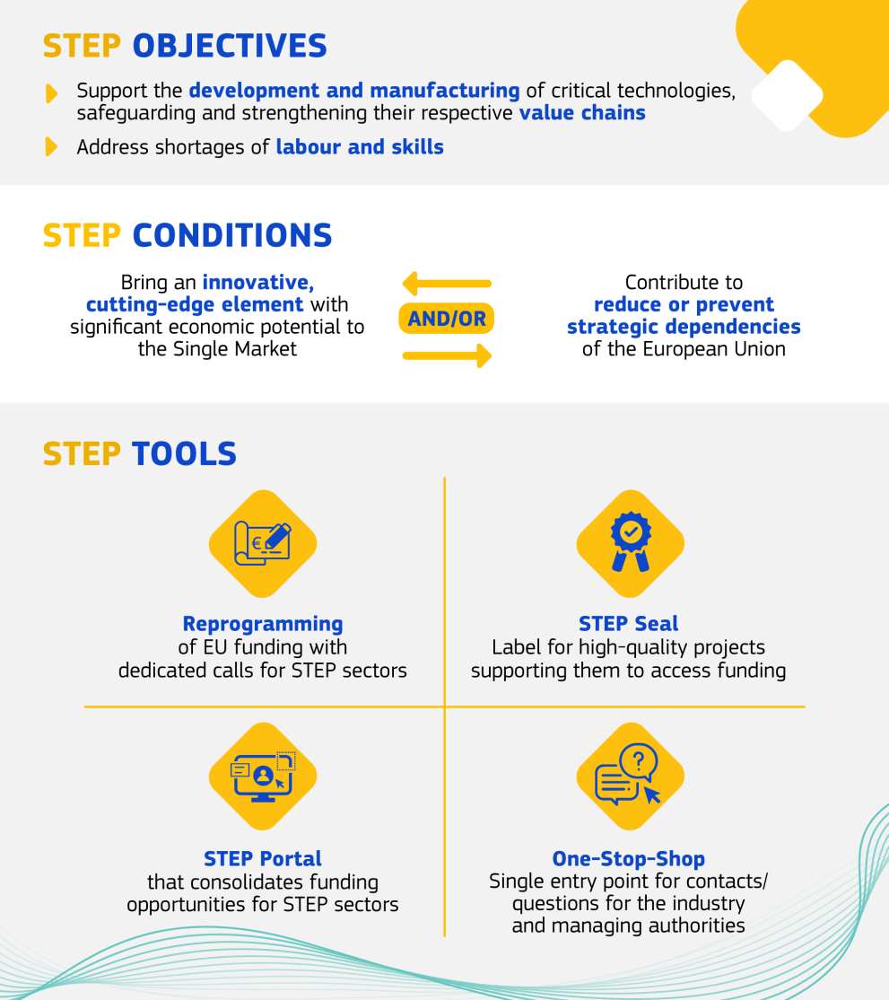 STEP OBJECTIVES
Support the development and manufacturing of critical technologies,
safeguarding and strengthening their respective value chains
Address shortages of labour and skills
STEP CONDITIONS
Bring an innovative,
cutting-edge element with
significant economic potential to
the Single Market
AND/OR
Contribute to
reduce or prevent
strategic dependencies
of the European Union
STEP TOOLS
€
Reprogramming
of EU funding with
dedicated calls for STEP sectors
STEP Seal
Label for high-quality projects
supporting them to access funding
STEP Portal
that consolidates funding
opportunities for STEP sectors
?
One-Stop-Shop
Single entry point for contacts/
questions for the industry
and managing authorities